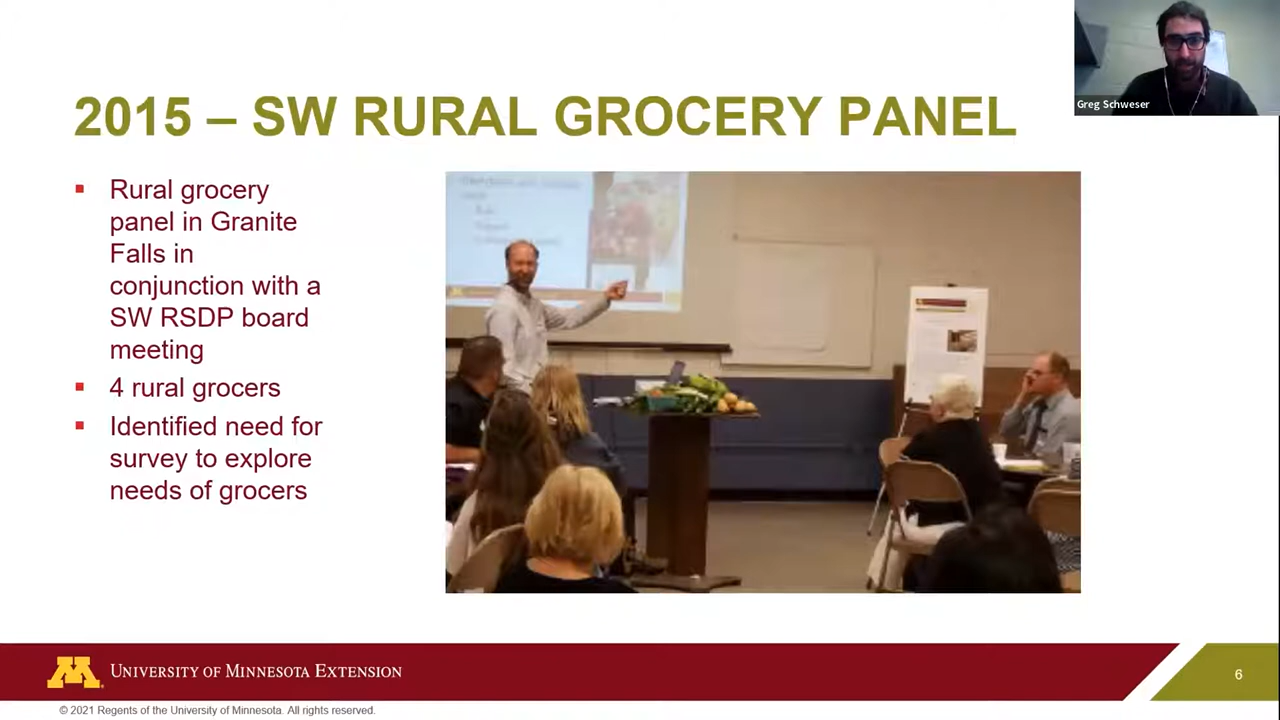 2015 – SW RURAL GROCERY PANEL
Greg Schweser
▪ Rural grocery
panel in Granite
Falls in
conjunction with a
SW RSDP board
meeting
▪ 4 rural grocers
▪ Identified need for
survey to explore
needs of grocers
M
UNIVERSITY OF MINNESOTA EXTENSION
6
© 2021 Regents of the University of Minnesota. All rights reserved.